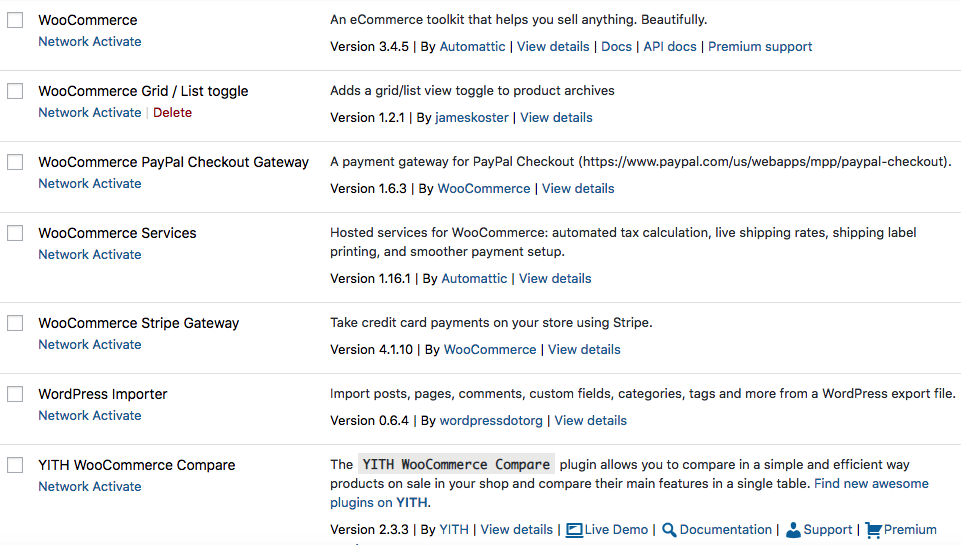 WooCommerce
An eCommerce toolkit that helps you sell anything. Beautifully.
Network Activate
Version 3.4.5 | By Automattic | View details | Docs | API docs | Premium support
WooCommerce Grid / List toggle
Adds a grid/list view toggle to product archives
Network Activate | Delete
Version 1.2.1 | By jameskoster | View details
WooCommerce PayPal Checkout Gateway
A payment gateway for PayPal Checkout (https://www.paypal.com/us/webapps/mpp/paypal-checkout).
Network Activate
Version 1.6.3 | By WooCommerce | View details
WooCommerce Services
Hosted services for WooCommerce: automated tax calculation, live shipping rates, shipping label
printing, and smoother payment setup.
Network Activate
Version 1.16.1 | By Automattic | View details
WooCommerce Stripe Gateway
Take credit card payments on your store using Stripe.
Network Activate
Version 4.1.10 | By WooCommerce | View details
WordPress Importer
Import posts, pages, comments, custom fields, categories, tags and more from a WordPress export file.
Network Activate
Version 0.6.4 | By wordpressdotorg | View details
YITH WooCommerce Compare
The YITH WooCommerce Compare plugin allows you to compare in a simple and efficient way
products on sale in your shop and compare their main features in a single table. Find new awesome
plugins on YITH.
Network Activate
Version 2.3.3 | By YITH | View details | Live Demo | Documentation | Support | Premium